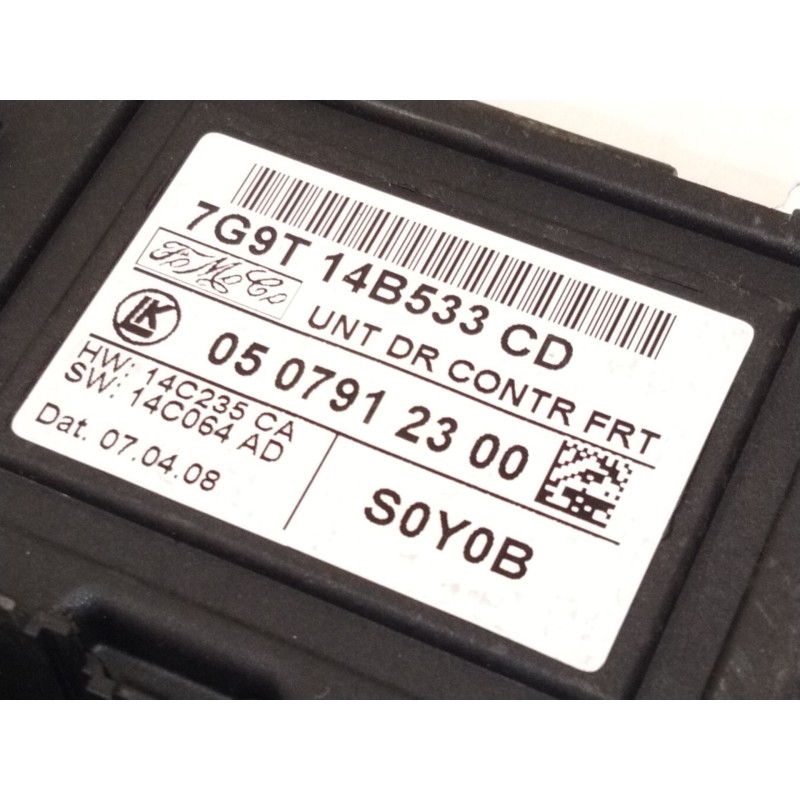 7G9T 14B533 CD
FoMoCo
UNT DR CONTR FRT
LK
05 0791 23 00
HW: 14C235 CA
SW: 14C064 AD
Dat. 07.04.08
S0Y0B